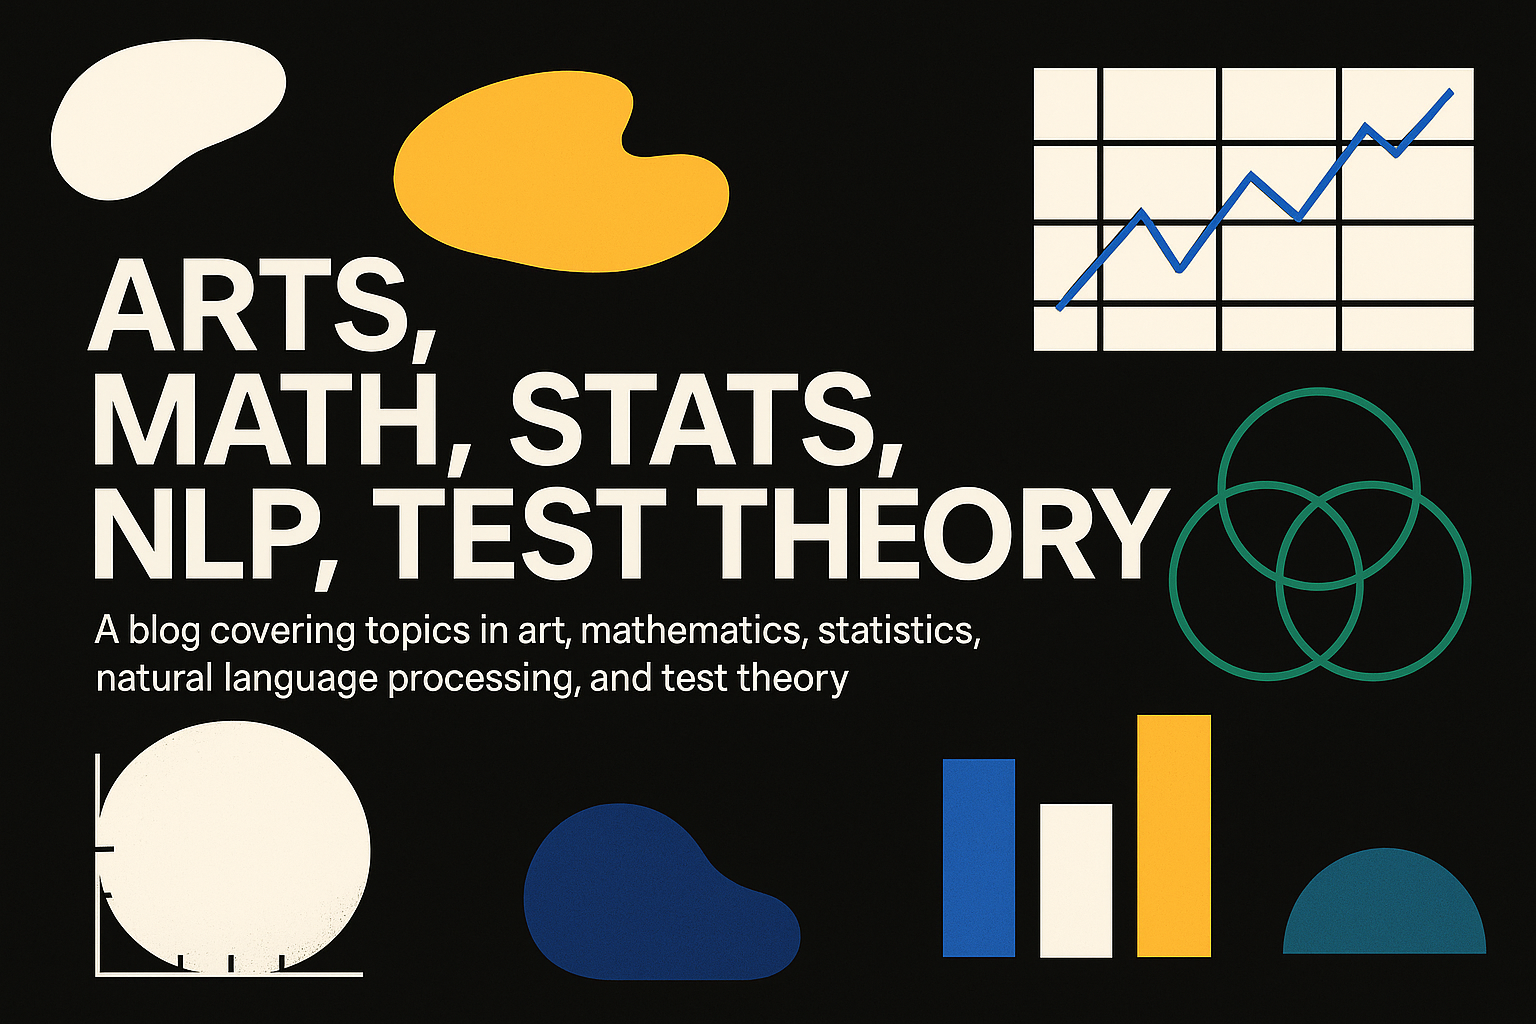 ARTS,
MATH, STATS,
NLP, TEST THEORY
A blog covering topics in art, mathematics, statistics,
natural language processing, and test theory